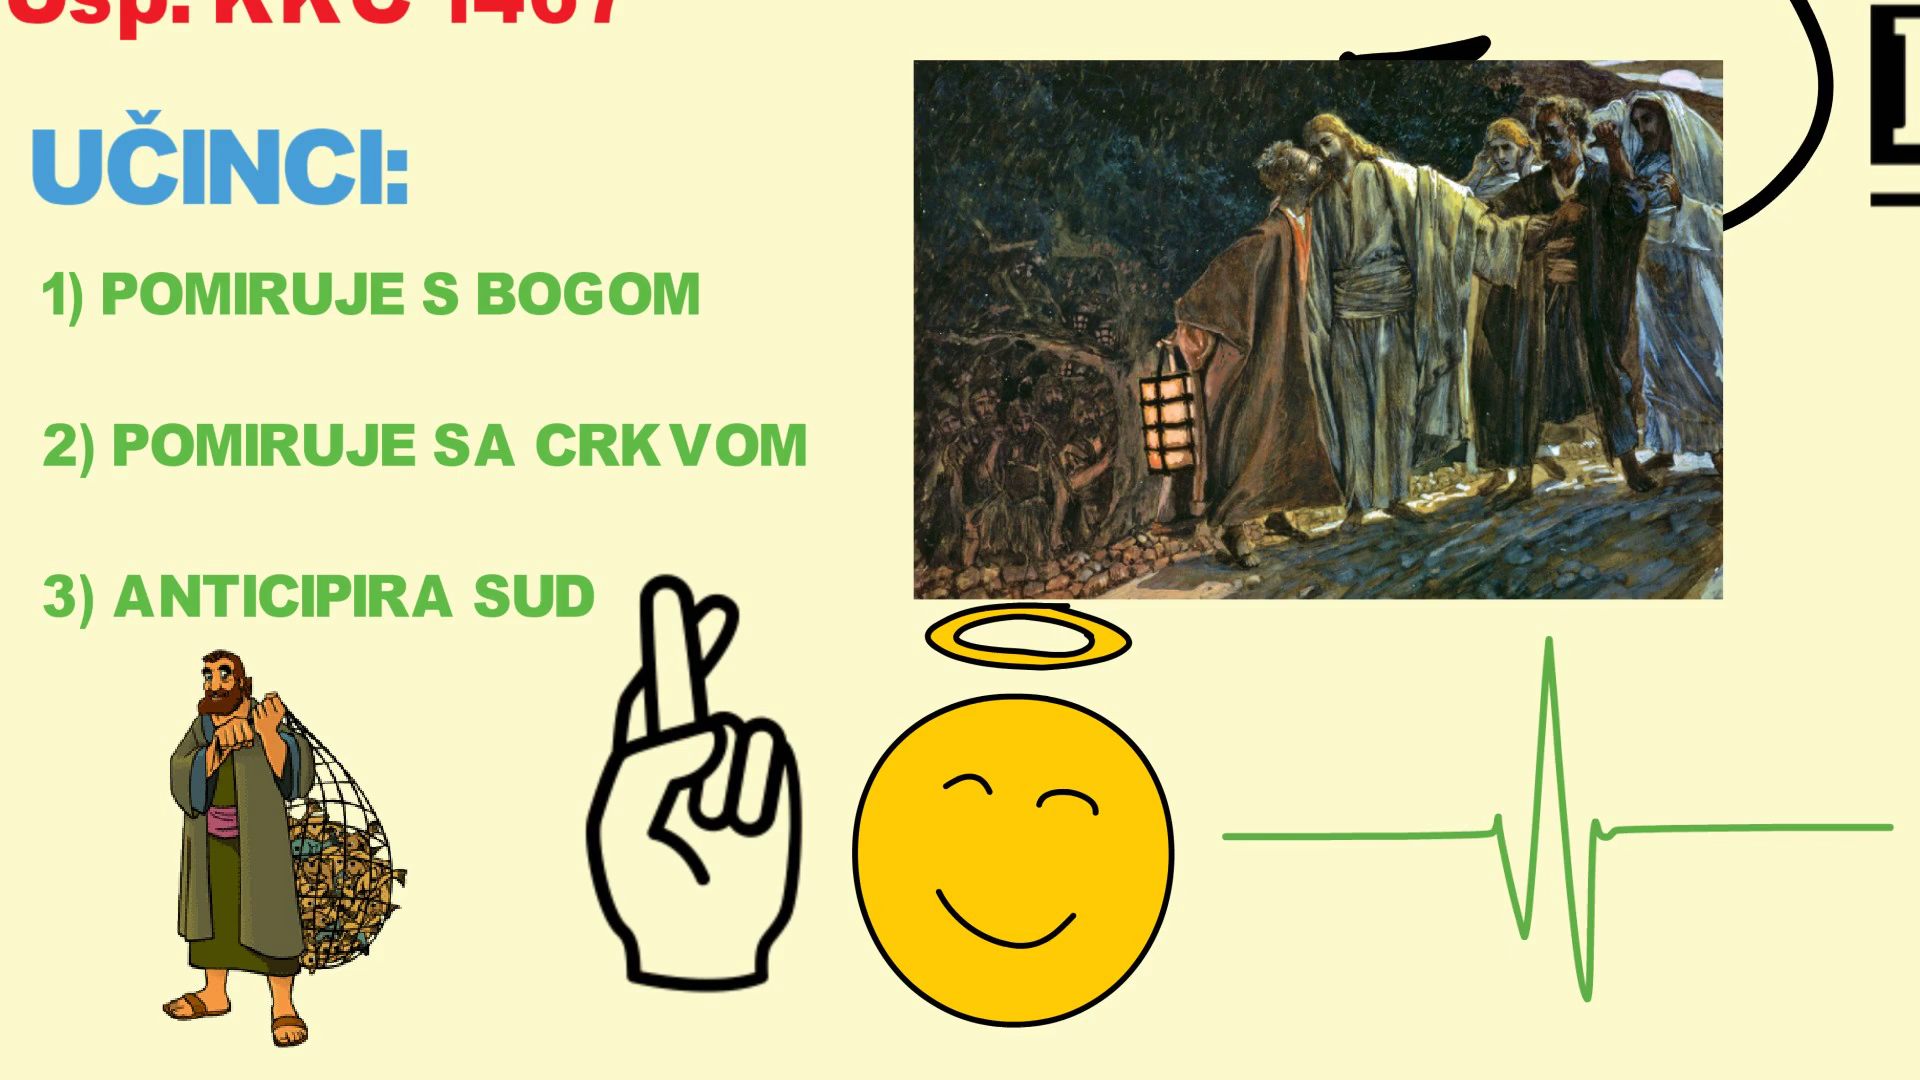 Usp. KKC 1467
UČINCI:
1) POMIRUJE S BOGOM
2) POMIRUJE SA CRKVOM
3) ANTICIPIRA SUD